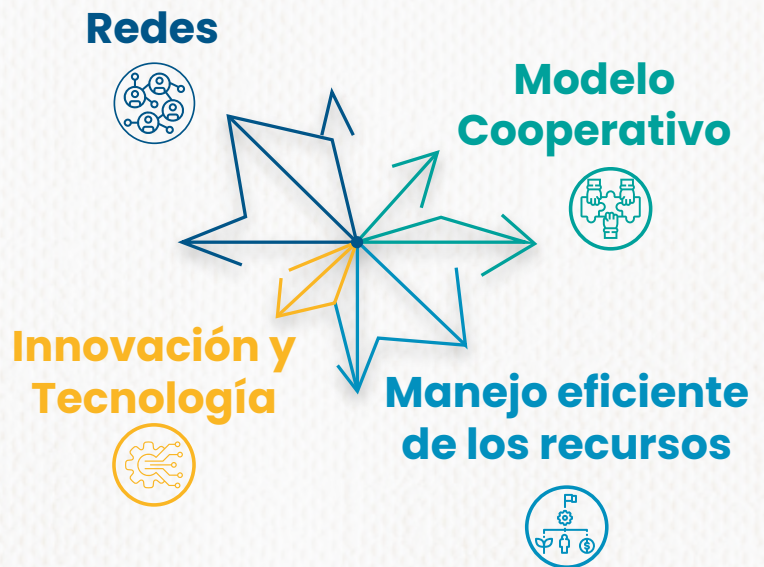 Redes
Modelo
Cooperativo
Innovación y
Tecnología
Manejo eficiente
de los recursos